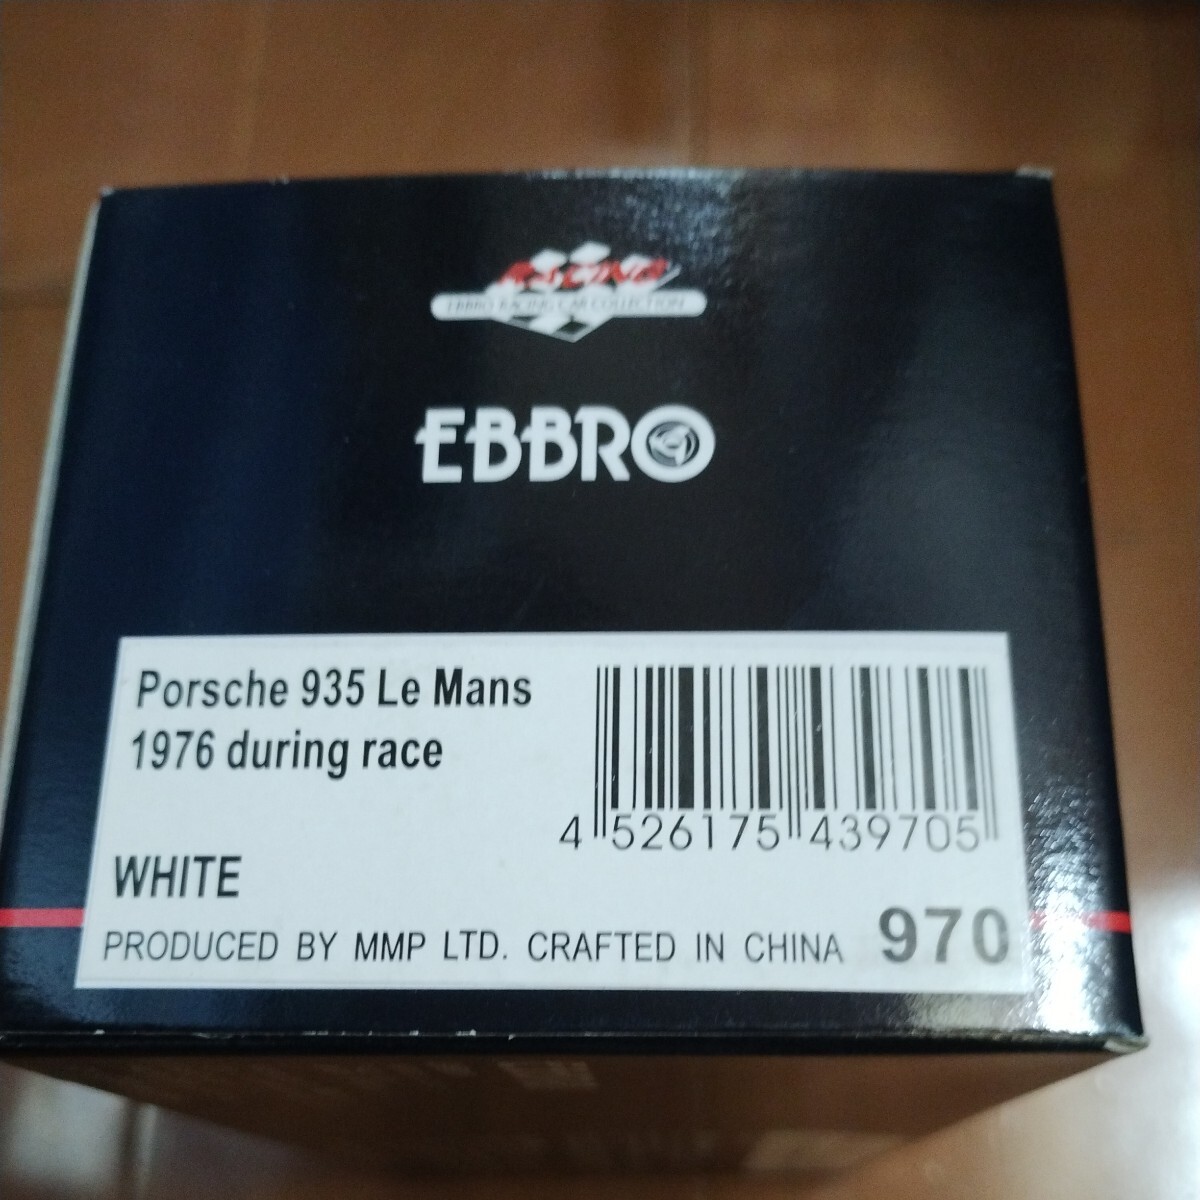 RACING
EBBRO RACING CAR COLLECTION
EBBRO
Porsche 935 Le Mans
1976 during race
4 526175 439705
WHITE
PRODUCED BY MMP LTD. CRAFTED IN CHINA 970